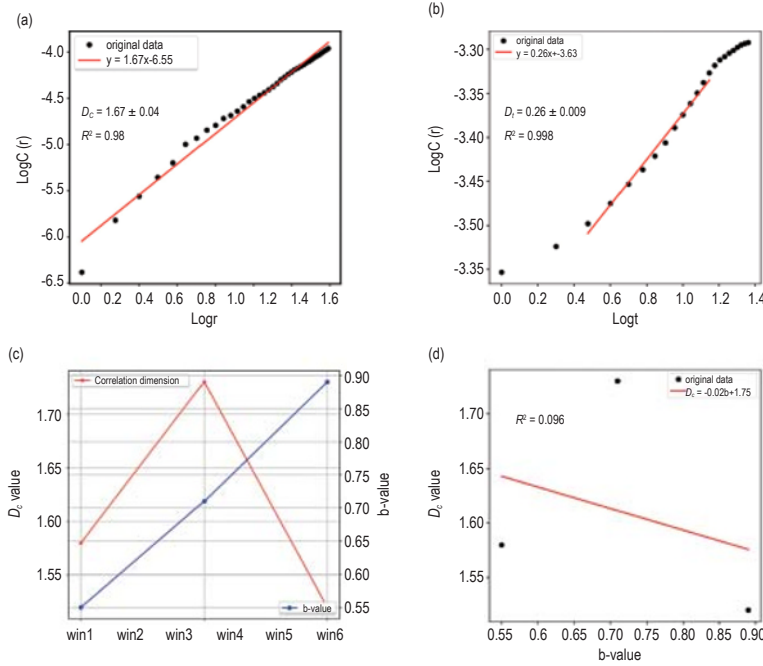 (a)
original data
y = 1.67x-6.55
Dc = 1.67 ± 0.04
R² = 0.98
LogC (r)
-4.0
-4.5
-5.0
-5.5
-6.0
-6.5
0.0 0.2 0.4 0.6 0.8 1.0 1.2 1.4 1.6
Logr
(b)
original data
y = 0.26x+-3.63
Dt = 0.26 ± 0.009
R² = 0.998
LogC (r)
-3.30
-3.35
-3.40
-3.45
-3.50
-3.35
0.0 0.2 0.4 0.6 0.8 1.0 1.2 1.4
Logt
(c)
Correlation dimension
Dc value
1.70
1.65
1.60
1.55
0.90
0.85
0.80
0.75
0.70
0.65
0.60
0.55
b-value
b-value
win1 win2 win3 win4 win5 win6
(d)
original data
Dc = -0.02b+1.75
R² = 0.096
Dc value
1.70
1.65
1.60
1.55
0.55 0.6 0.65 0.70 0.75 0.80 0.85 0.90
b-value